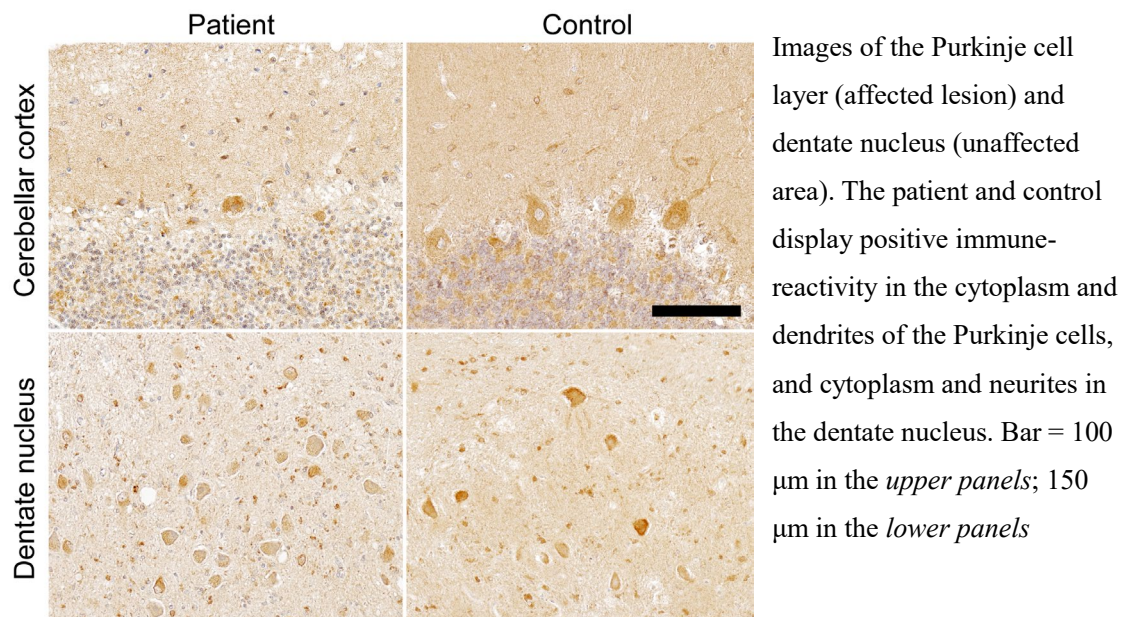 Patient
Control
Cerebellar cortex
Dentate nucleus
Images of the Purkinje cell
layer (affected lesion) and
dentate nucleus (unaffected
area). The patient and control
display positive immune-
reactivity in the cytoplasm and
dendrites of the Purkinje cells,
and cytoplasm and neurites in
the dentate nucleus. Bar = 100
μm in the upper panels; 150
μm in the lower panels